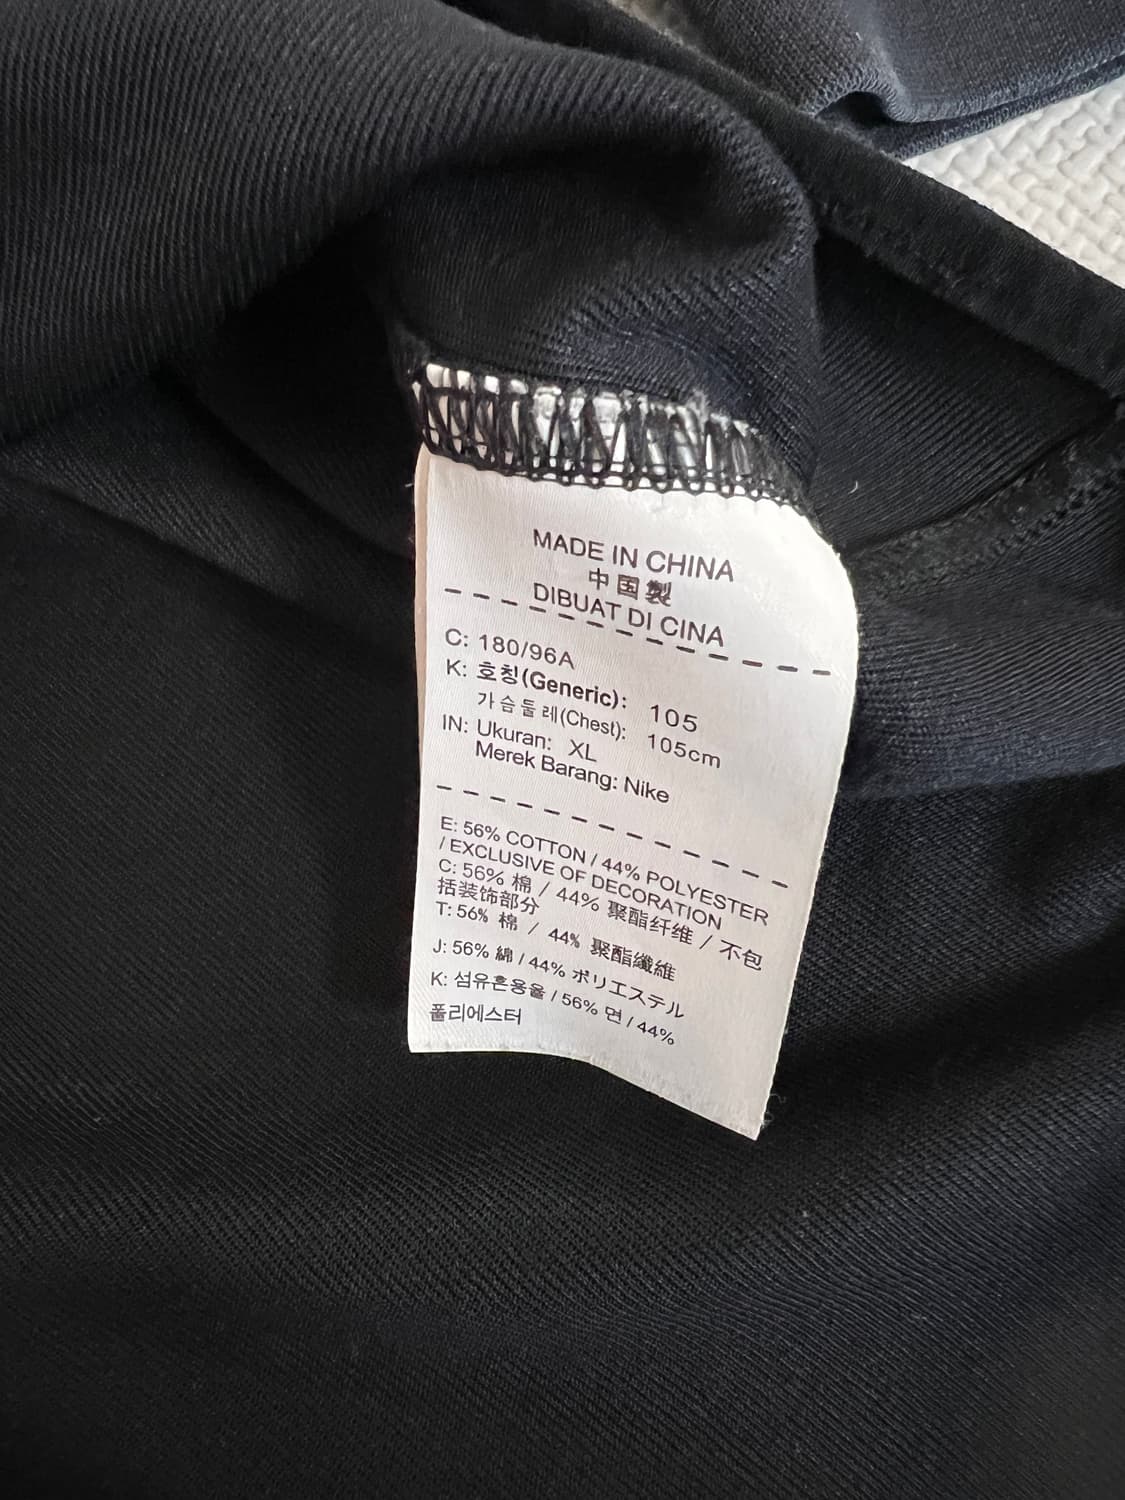 MADE IN CHINA
中国製
DIBUAT DI CINA
C: 180/96A
K: 호칭(Generic): 105
가슴둘레(Chest): 105cm
IN: Ukuran: XL
Merek Barang: Nike
E: 56% COTTON / 44% POLYESTER
/ EXCLUSIVE OF DECORATION
C: 56% 棉 / 44% 聚酯纤维 / 不包
括装饰部分
T: 56% 棉 / 44% 聚酯纖維
J: 56% 綿 / 44% ポリエステル
K: 섬유혼용율 / 56% 면 / 44%
폴리에스터